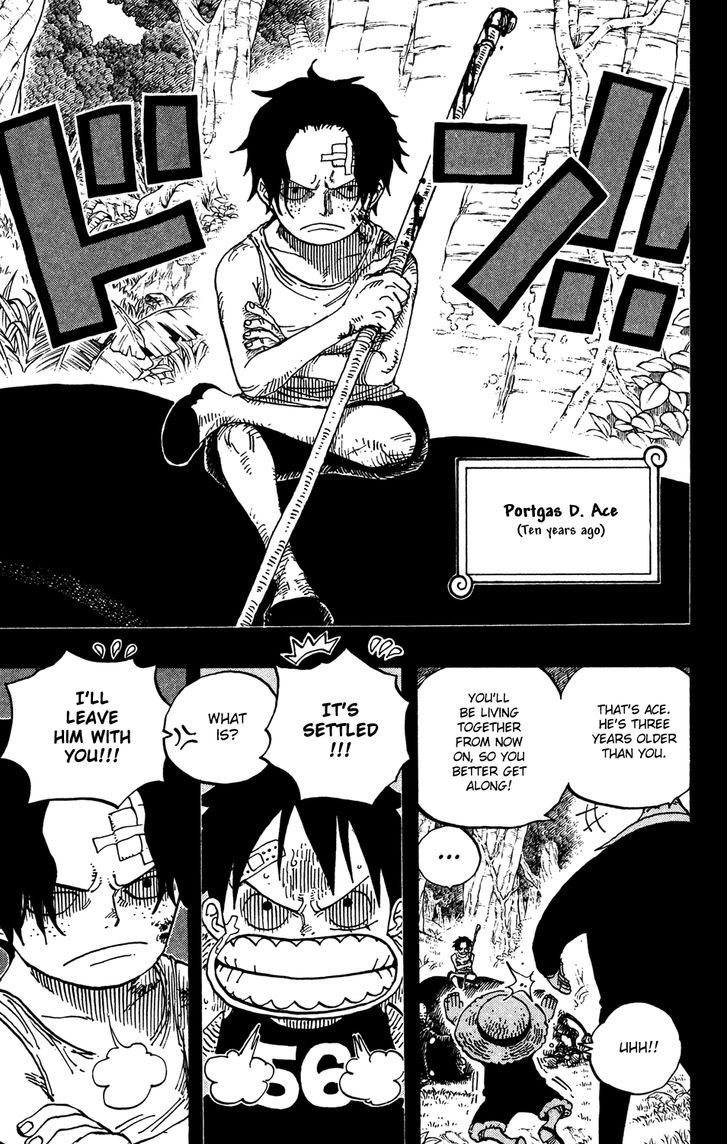 ドーン!!
Portgas D. Ace
(Ten years ago)
THAT'S ACE.
HE'S THREE
YEARS OLDER
THAN YOU.
YOU'LL
BE LIVING
TOGETHER
FROM NOW
ON, SO YOU
BETTER GET
ALONG!
...
UHH!!
IT'S
SETTLED
!!!
WHAT
IS?
56
I'LL
LEAVE
HIM WITH
YOU!!!